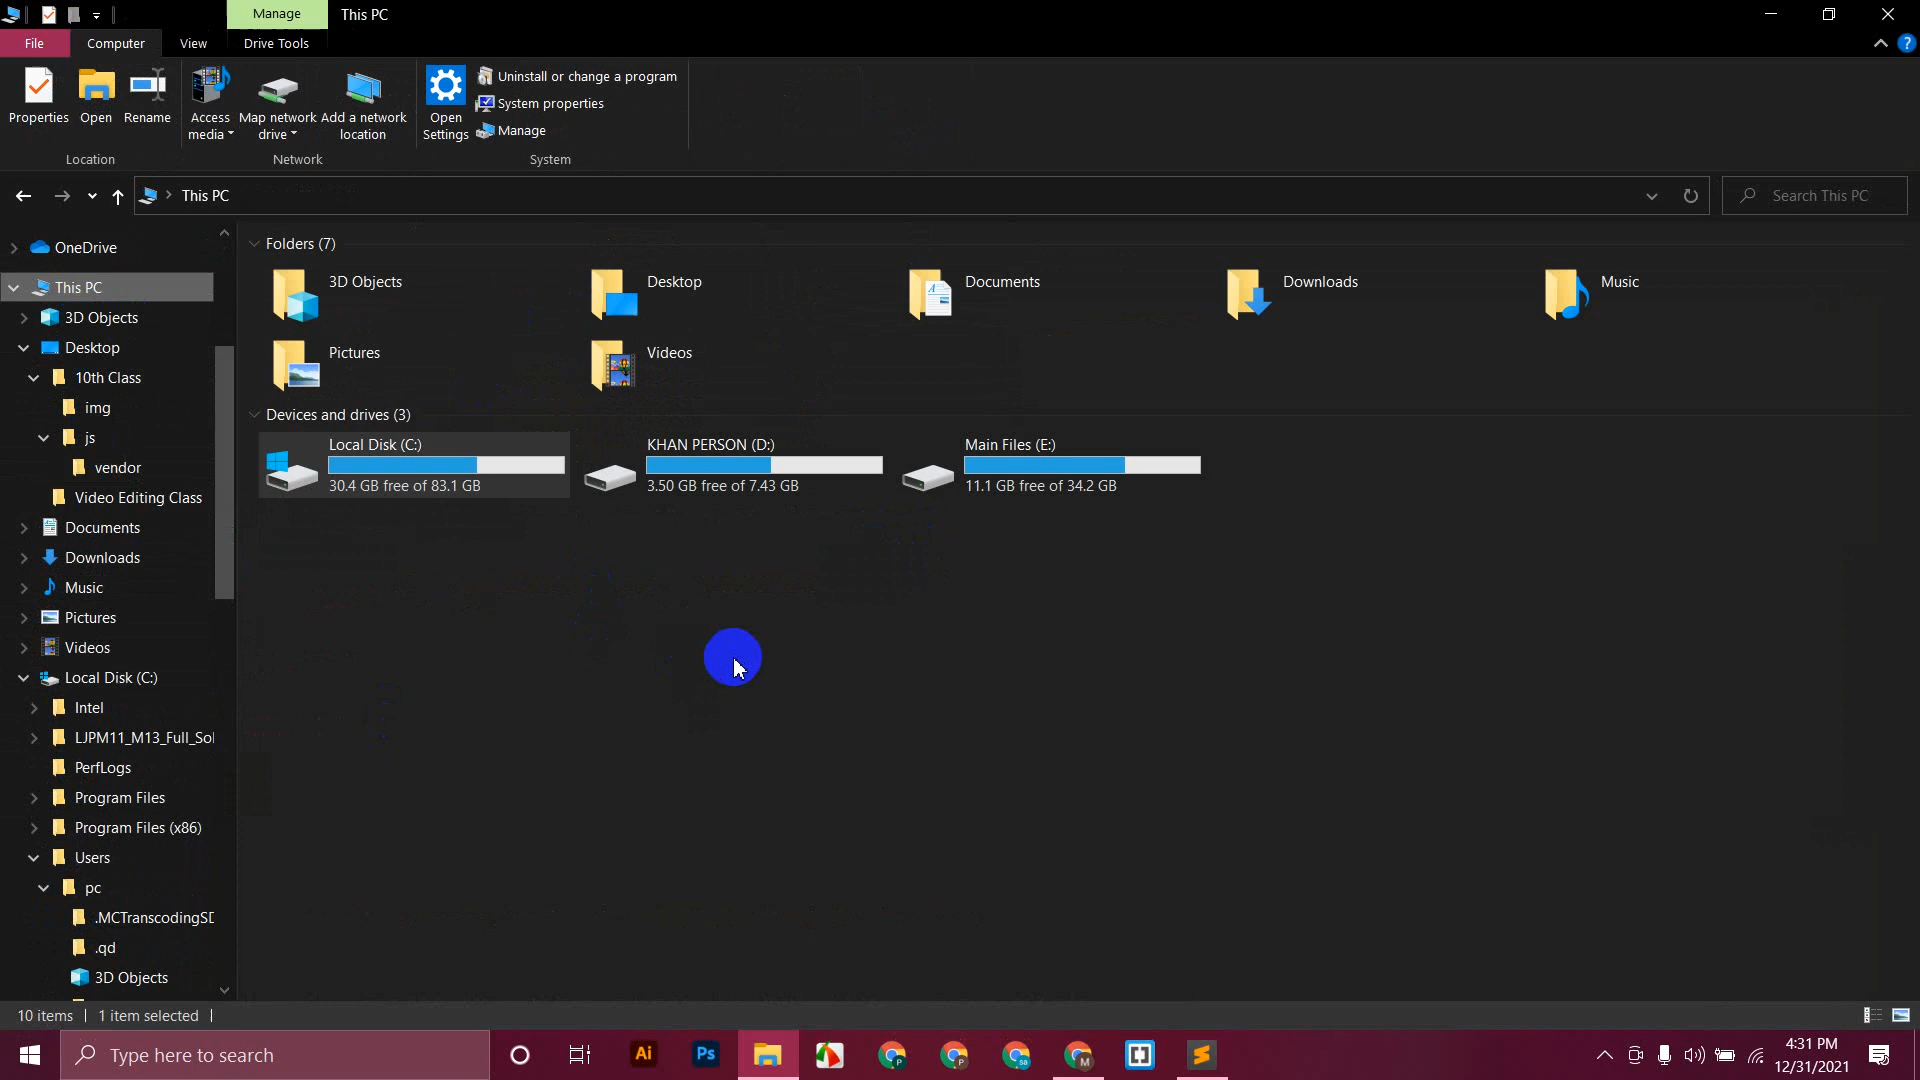 Manage
This PC
File
Computer
View
Drive Tools
Properties
Open
Rename
Access media
Map network drive
Add a network location
Open Settings
Uninstall or change a program
System properties
Manage
Location
Network
System
This PC
Search This PC
OneDrive
This PC
3D Objects
Desktop
10th Class
img
js
vendor
Video Editing Class
Documents
Downloads
Music
Pictures
Videos
Local Disk (C:)
Intel
LJPM11_M13_Full_Sol
PerfLogs
Program Files
Program Files (x86)
Users
pc
.MCTranscodingSD
.qd
3D Objects
Folders (7)
3D Objects
Desktop
Documents
Downloads
Music
Pictures
Videos
Devices and drives (3)
Local Disk (C:)
30.4 GB free of 83.1 GB
KHAN PERSON (D:)
3.50 GB free of 7.43 GB
Main Files (E:)
11.1 GB free of 34.2 GB
10 items
1 item selected
Type here to search
Ai
Ps
4:31 PM
12/31/2021